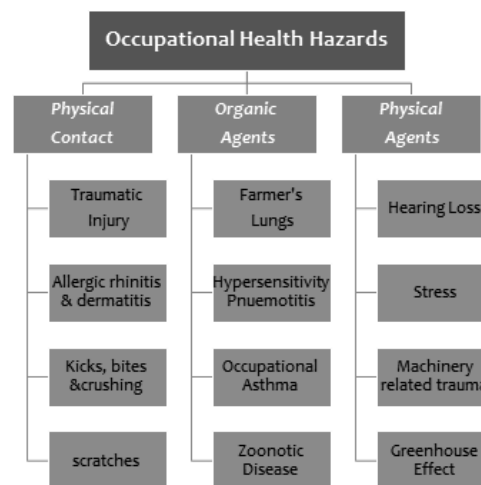 Occupational Health Hazards
Physical
Contact
Traumatic
Injury
Allergic rhinitis
& dermatitis
Kicks, bites
&crushing
scratches
Organic
Agents
Farmer's
Lungs
Hypersensitivity
Pnuemotitis
Occupational
Asthma
Zoonotic
Disease
Physical
Agents
Hearing Loss
Stress
Machinery
related trauma
Greenhouse
Effect